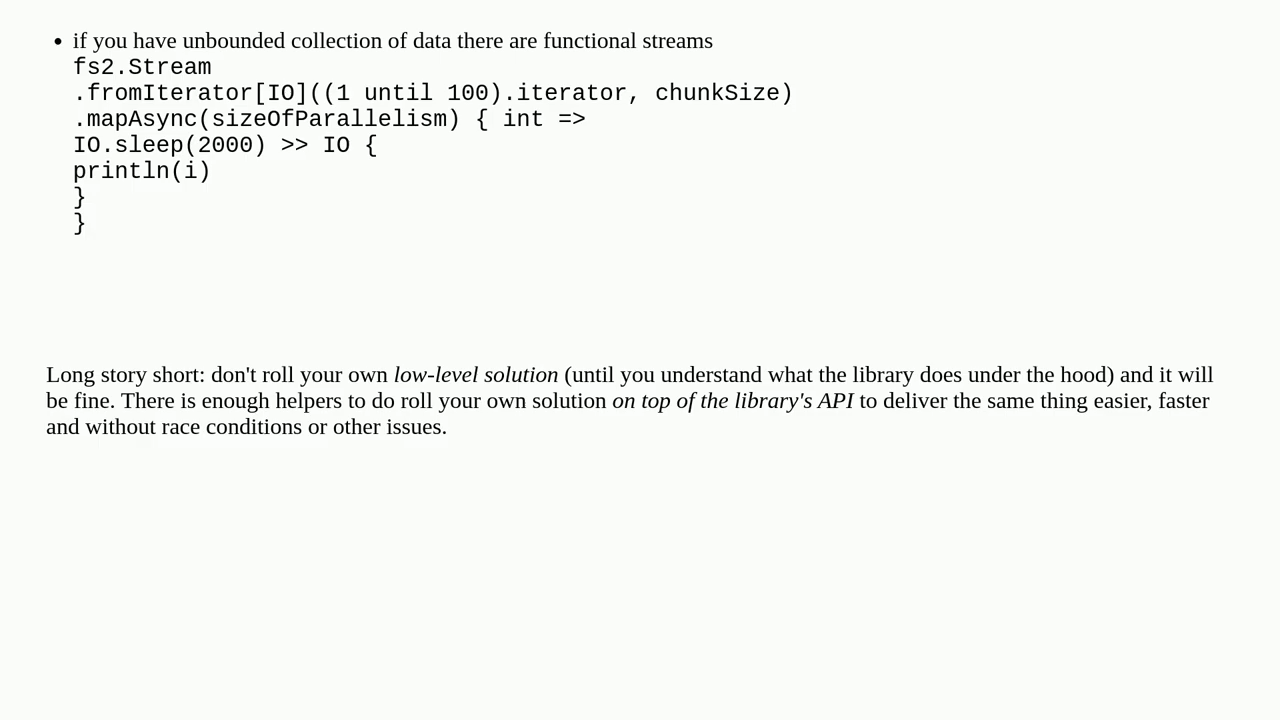 • if you have unbounded collection of data there are functional streams
fs2.Stream
.fromIterator[IO]((1 until 100).iterator, chunkSize)
.mapAsync(sizeOfParallelism) { int =>
IO.sleep(2000) >> IO {
println(i)
}
}
Long story short: don't roll your own low-level solution (until you understand what the library does under the hood) and it will
be fine. There is enough helpers to do roll your own solution on top of the library's API to deliver the same thing easier, faster
and without race conditions or other issues.